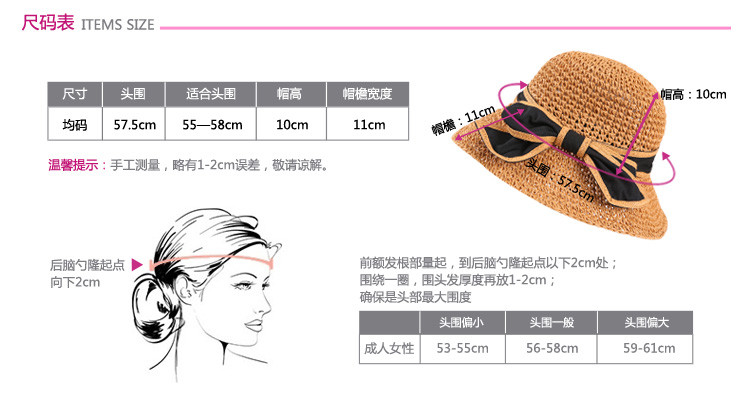 尺码表 ITEMS SIZE
尺寸 头围 适合头围 帽高 帽檐宽度
均码 57.5cm 55—58cm 10cm 11cm
温馨提示：手工测量，略有1-2cm误差，敬请谅解。
帽高：10cm
帽檐：11cm
头围：57.5cm
后脑勺隆起点
向下2cm
前额发根部量起，到后脑勺隆起点以下2cm处；
围绕一圈，围头发厚度再放1-2cm；
确保是头部最大围度
头围偏小 头围一般 头围偏大
成人女性 53-55cm 56-58cm 59-61cm